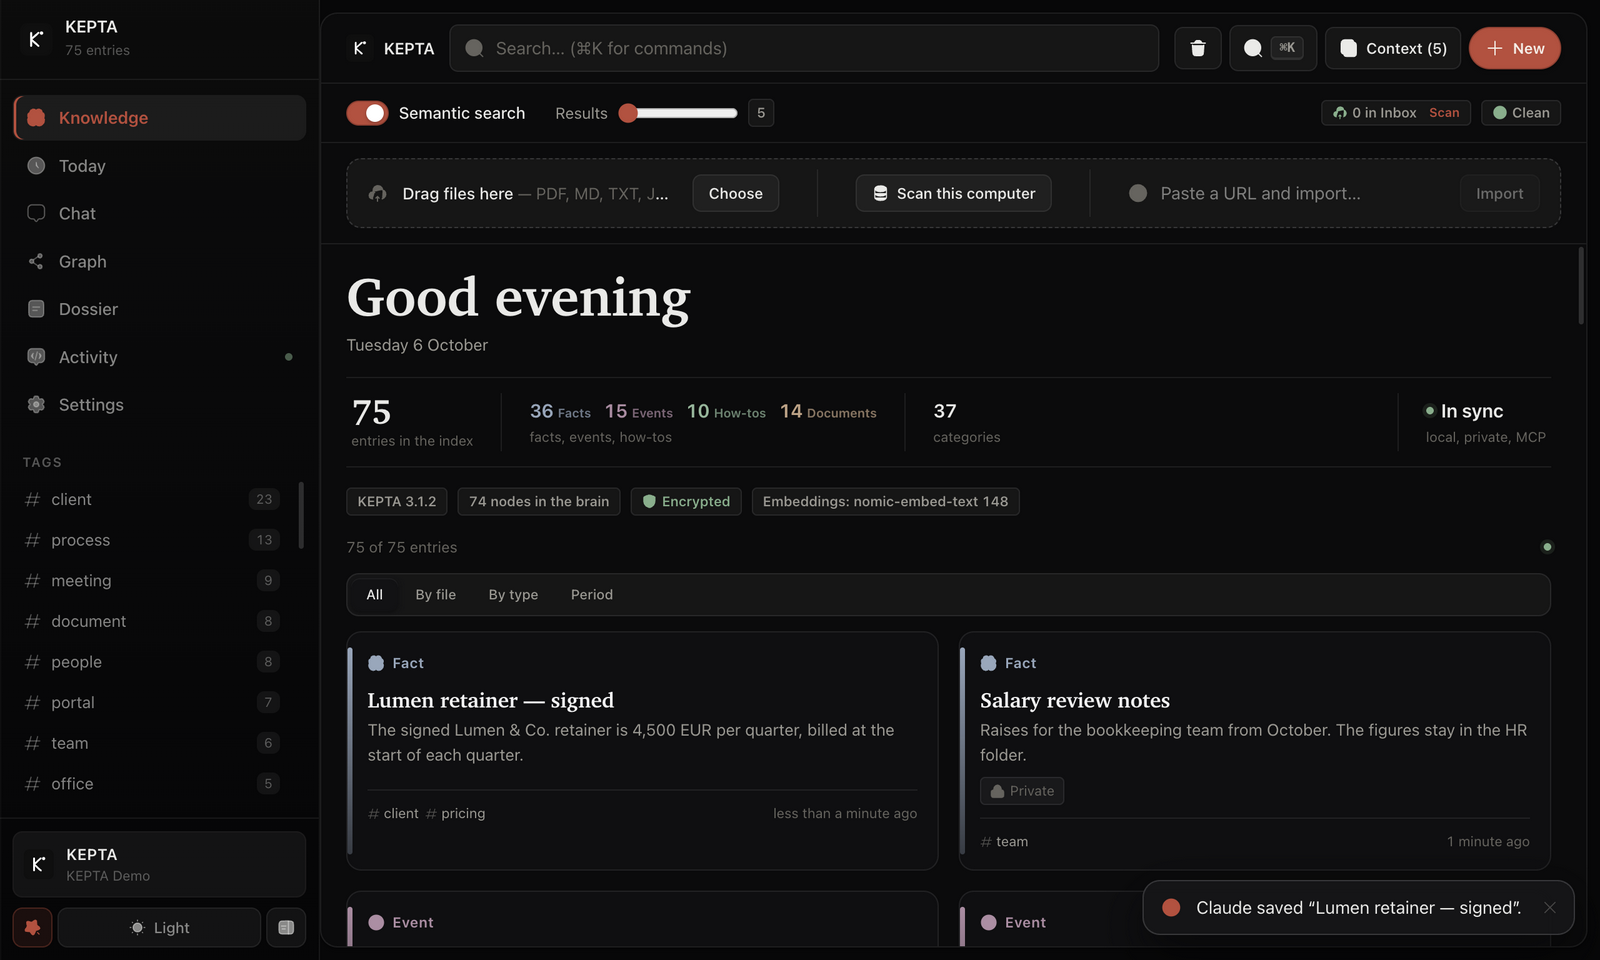 KEPTA
75 entries
Knowledge
Today
Chat
Graph
Dossier
Activity
Settings
TAGS
# client 23
# process 13
# meeting 9
# document 8
# people 8
# portal 7
# team 6
# office 5
KEPTA
KEPTA Demo
Light
KEPTA
Search... (⌘K for commands)
⌘K
Context (5)
+ New
Semantic search
Results
5
0 in Inbox Scan
Clean
Drag files here — PDF, MD, TXT, J...
Choose
Scan this computer
Paste a URL and import...
Import
Good evening
Tuesday 6 October
75
entries in the index
36 Facts 15 Events 10 How-tos 14 Documents
facts, events, how-tos
37
categories
In sync
local, private, MCP
KEPTA 3.1.2
74 nodes in the brain
Encrypted
Embeddings: nomic-embed-text 148
75 of 75 entries
All
By file
By type
Period
Fact
Lumen retainer — signed
The signed Lumen & Co. retainer is 4,500 EUR per quarter, billed at the
start of each quarter.
# client # pricing
less than a minute ago
Fact
Salary review notes
Raises for the bookkeeping team from October. The figures stay in the HR
folder.
Private
# team
1 minute ago
Event
Event
Claude saved “Lumen retainer — signed”.